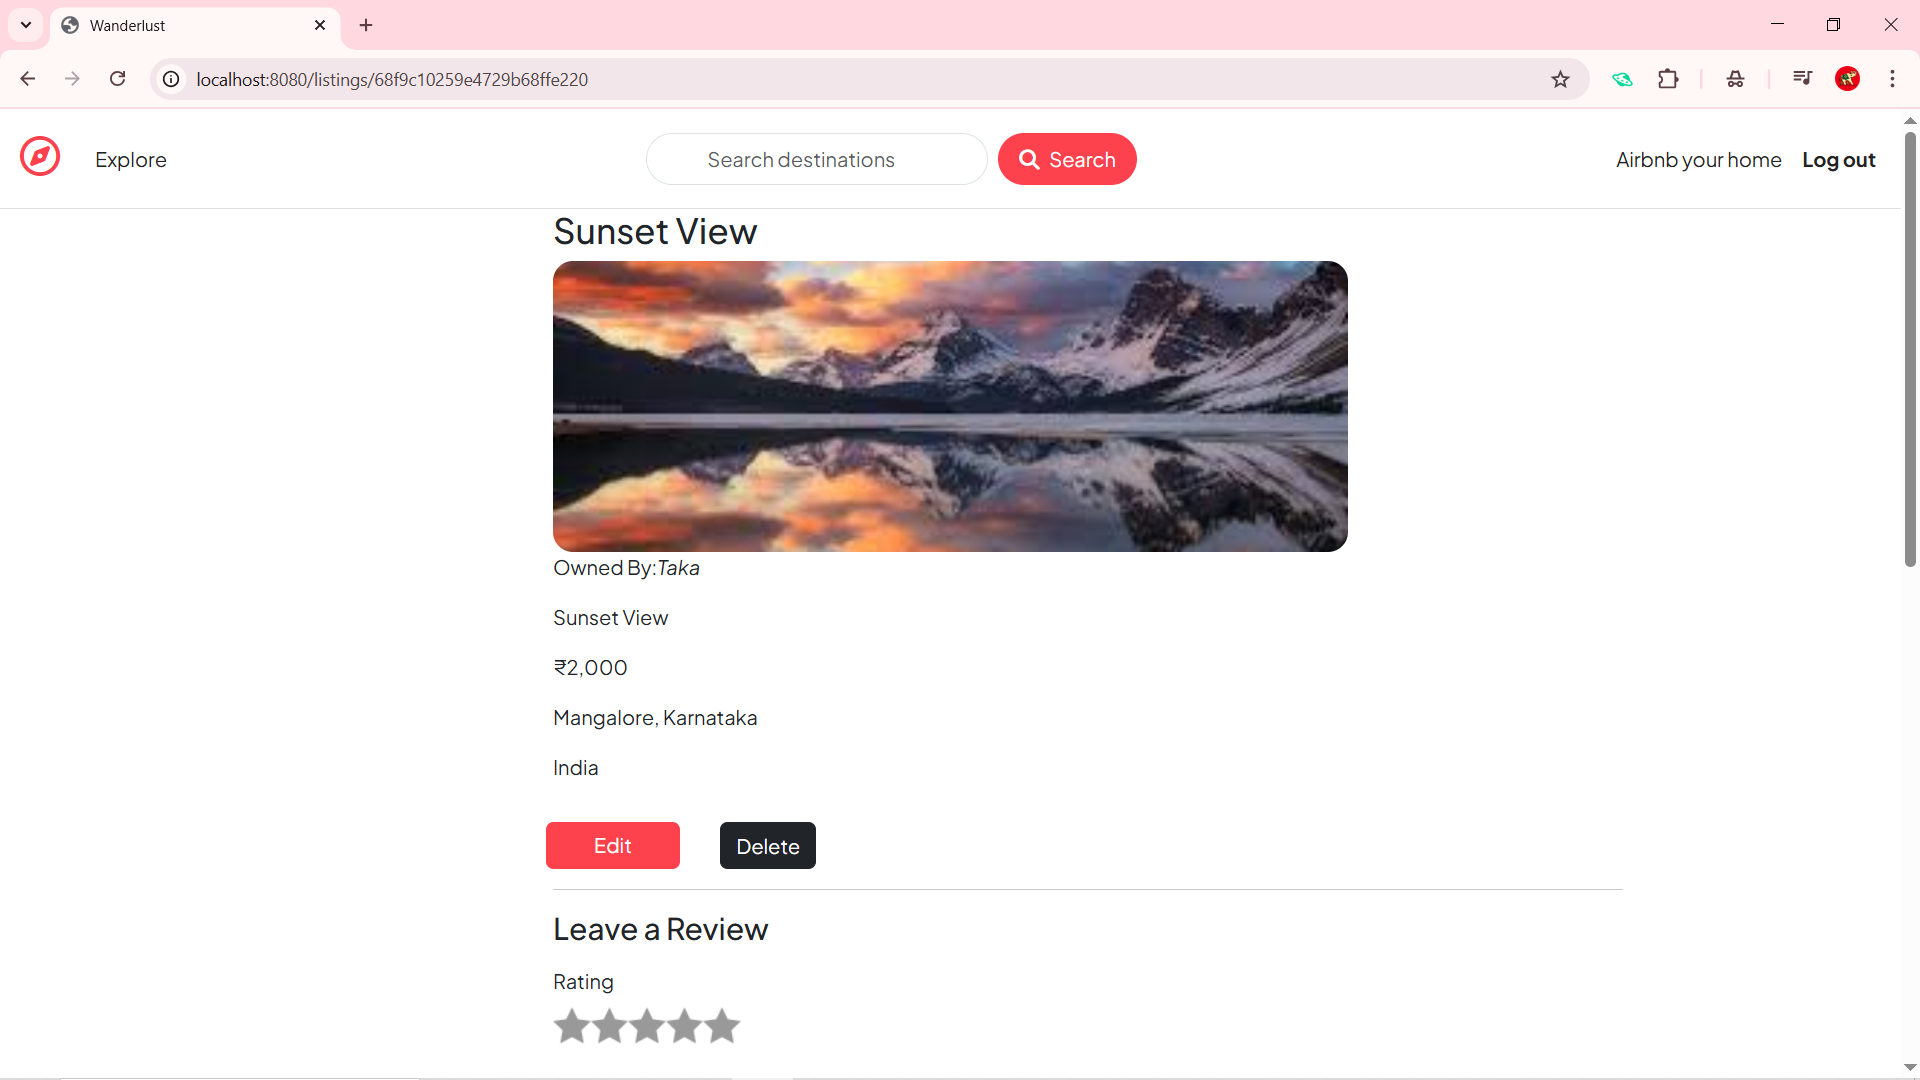 Wanderlust
localhost:8080/listings/68f9c10259e4729b68ffe220
Explore
Search destinations
Search
Airbnb your home
Log out
Sunset View
Owned By:Taka
Sunset View
₹2,000
Mangalore, Karnataka
India
Edit
Delete
Leave a Review
Rating